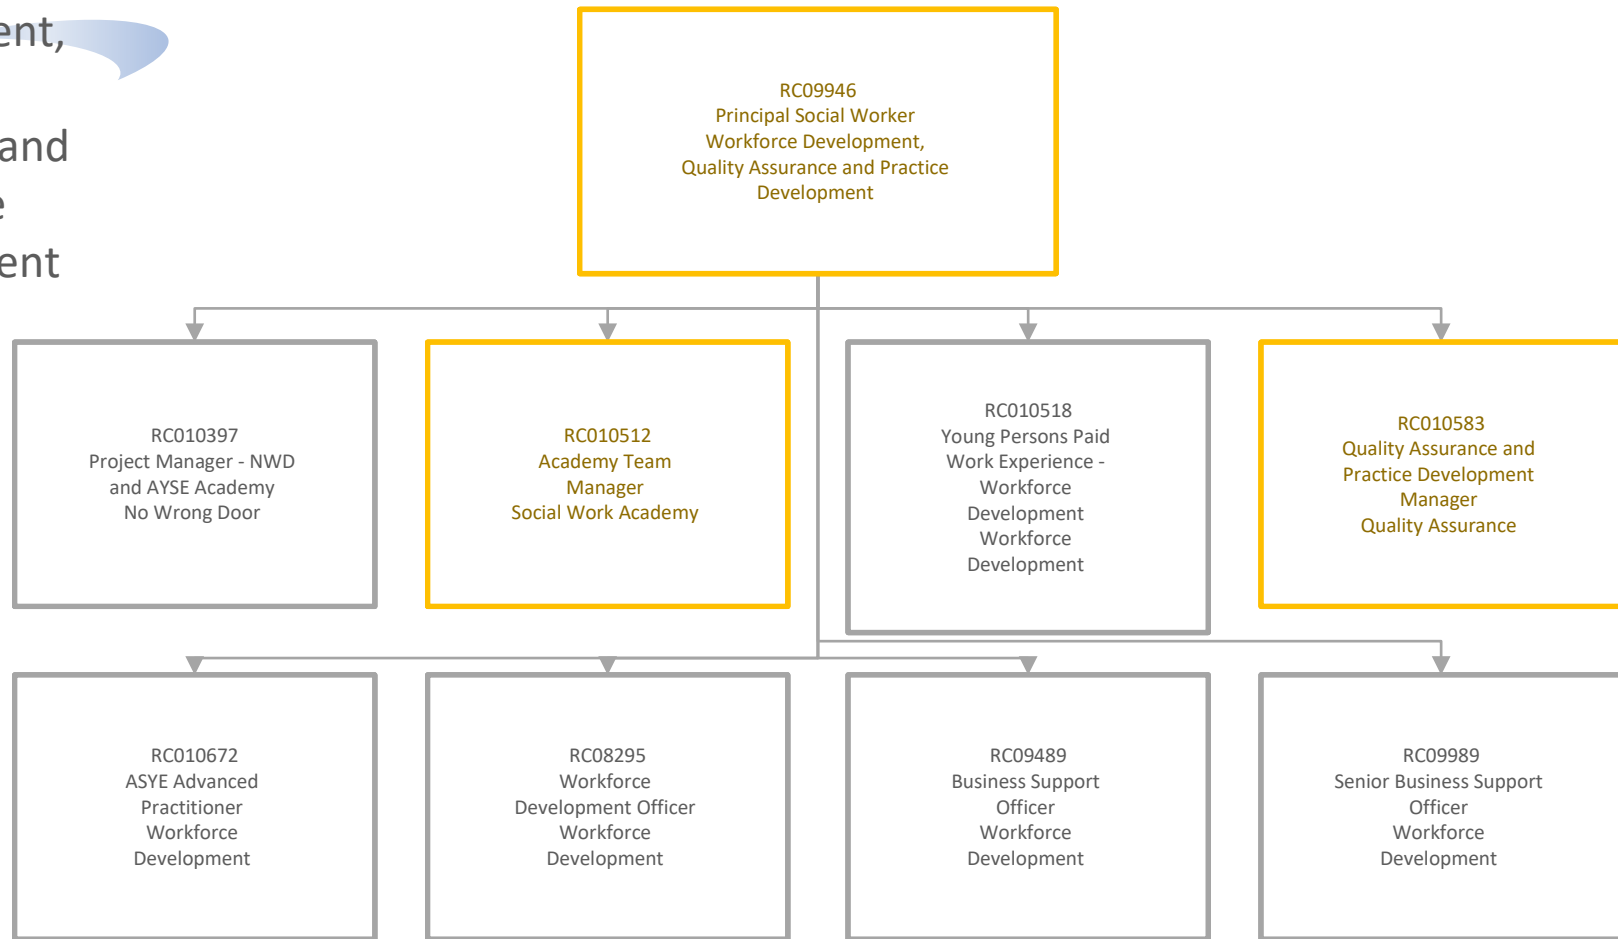 ent,
and
e
ent
RC09946
Principal Social Worker
Workforce Development,
Quality Assurance and Practice
Development
RC010397
Project Manager - NWD
and AYSE Academy
No Wrong Door
RC010512
Academy Team
Manager
Social Work Academy
RC010518
Young Persons Paid
Work Experience -
Workforce
Development
Workforce
Development
RC010583
Quality Assurance and
Practice Development
Manager
Quality Assurance
RC010672
ASYE Advanced
Practitioner
Workforce
Development
RC08295
Workforce
Development Officer
Workforce
Development
RC09489
Business Support
Officer
Workforce
Development
RC09989
Senior Business Support
Officer
Workforce
Development